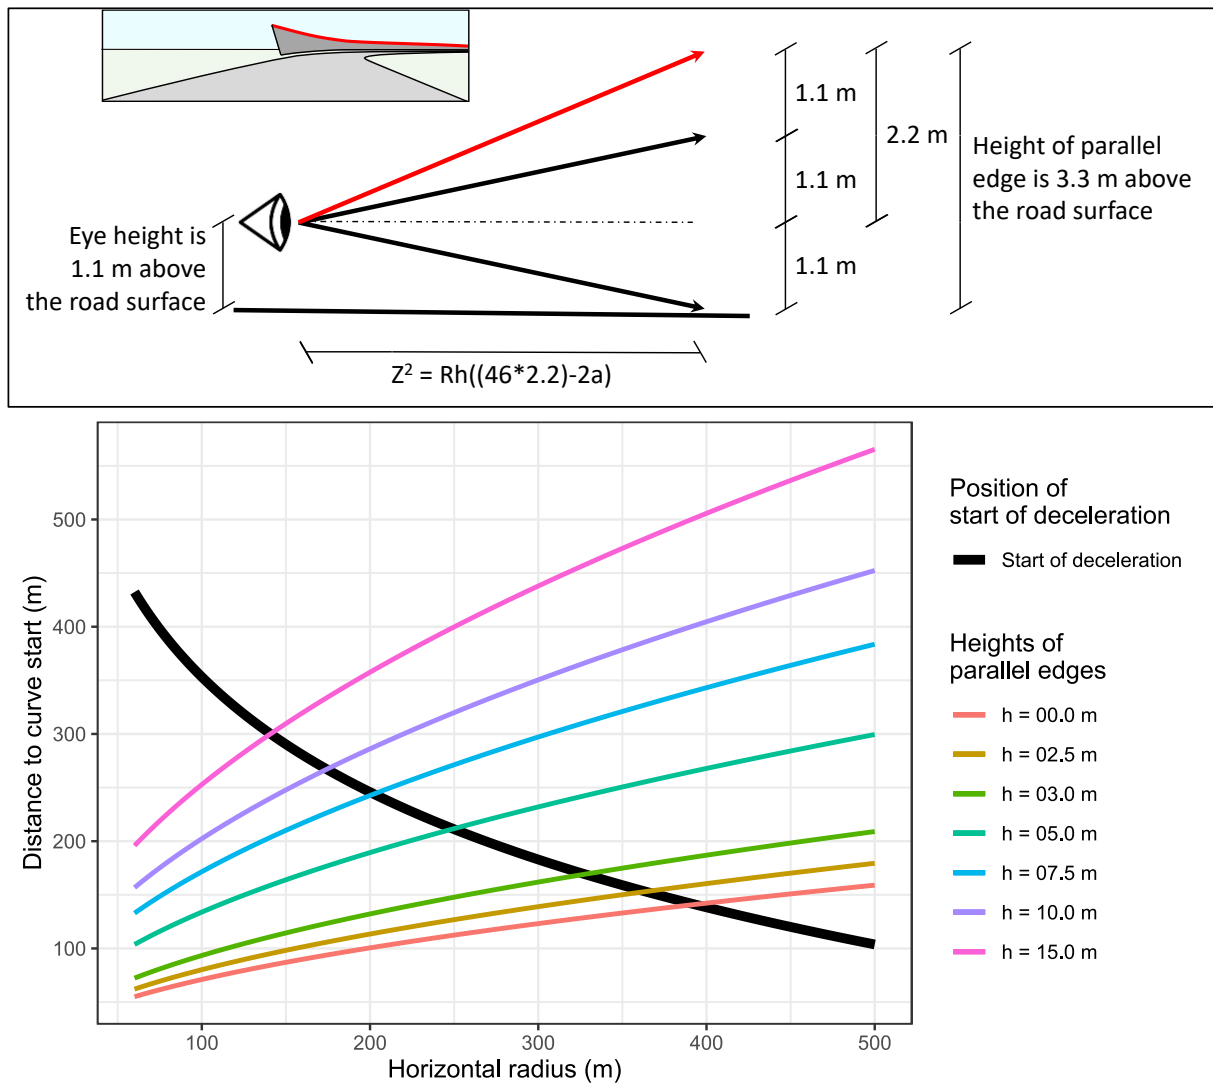 1.1 m
2.2 m
1.1 m
Height of parallel
edge is 3.3 m above
the road surface
Eye height is
1.1 m above
the road surface
1.1 m
Z² = Rh((46*2.2)-2a)
Distance to curve start (m)
500
400
300
200
100
100
200
300
400
500
Horizontal radius (m)
Position of
start of deceleration
Start of deceleration
Heights of
parallel edges
h = 00.0 m
h = 02.5 m
h = 03.0 m
h = 05.0 m
h = 07.5 m
h = 10.0 m
h = 15.0 m